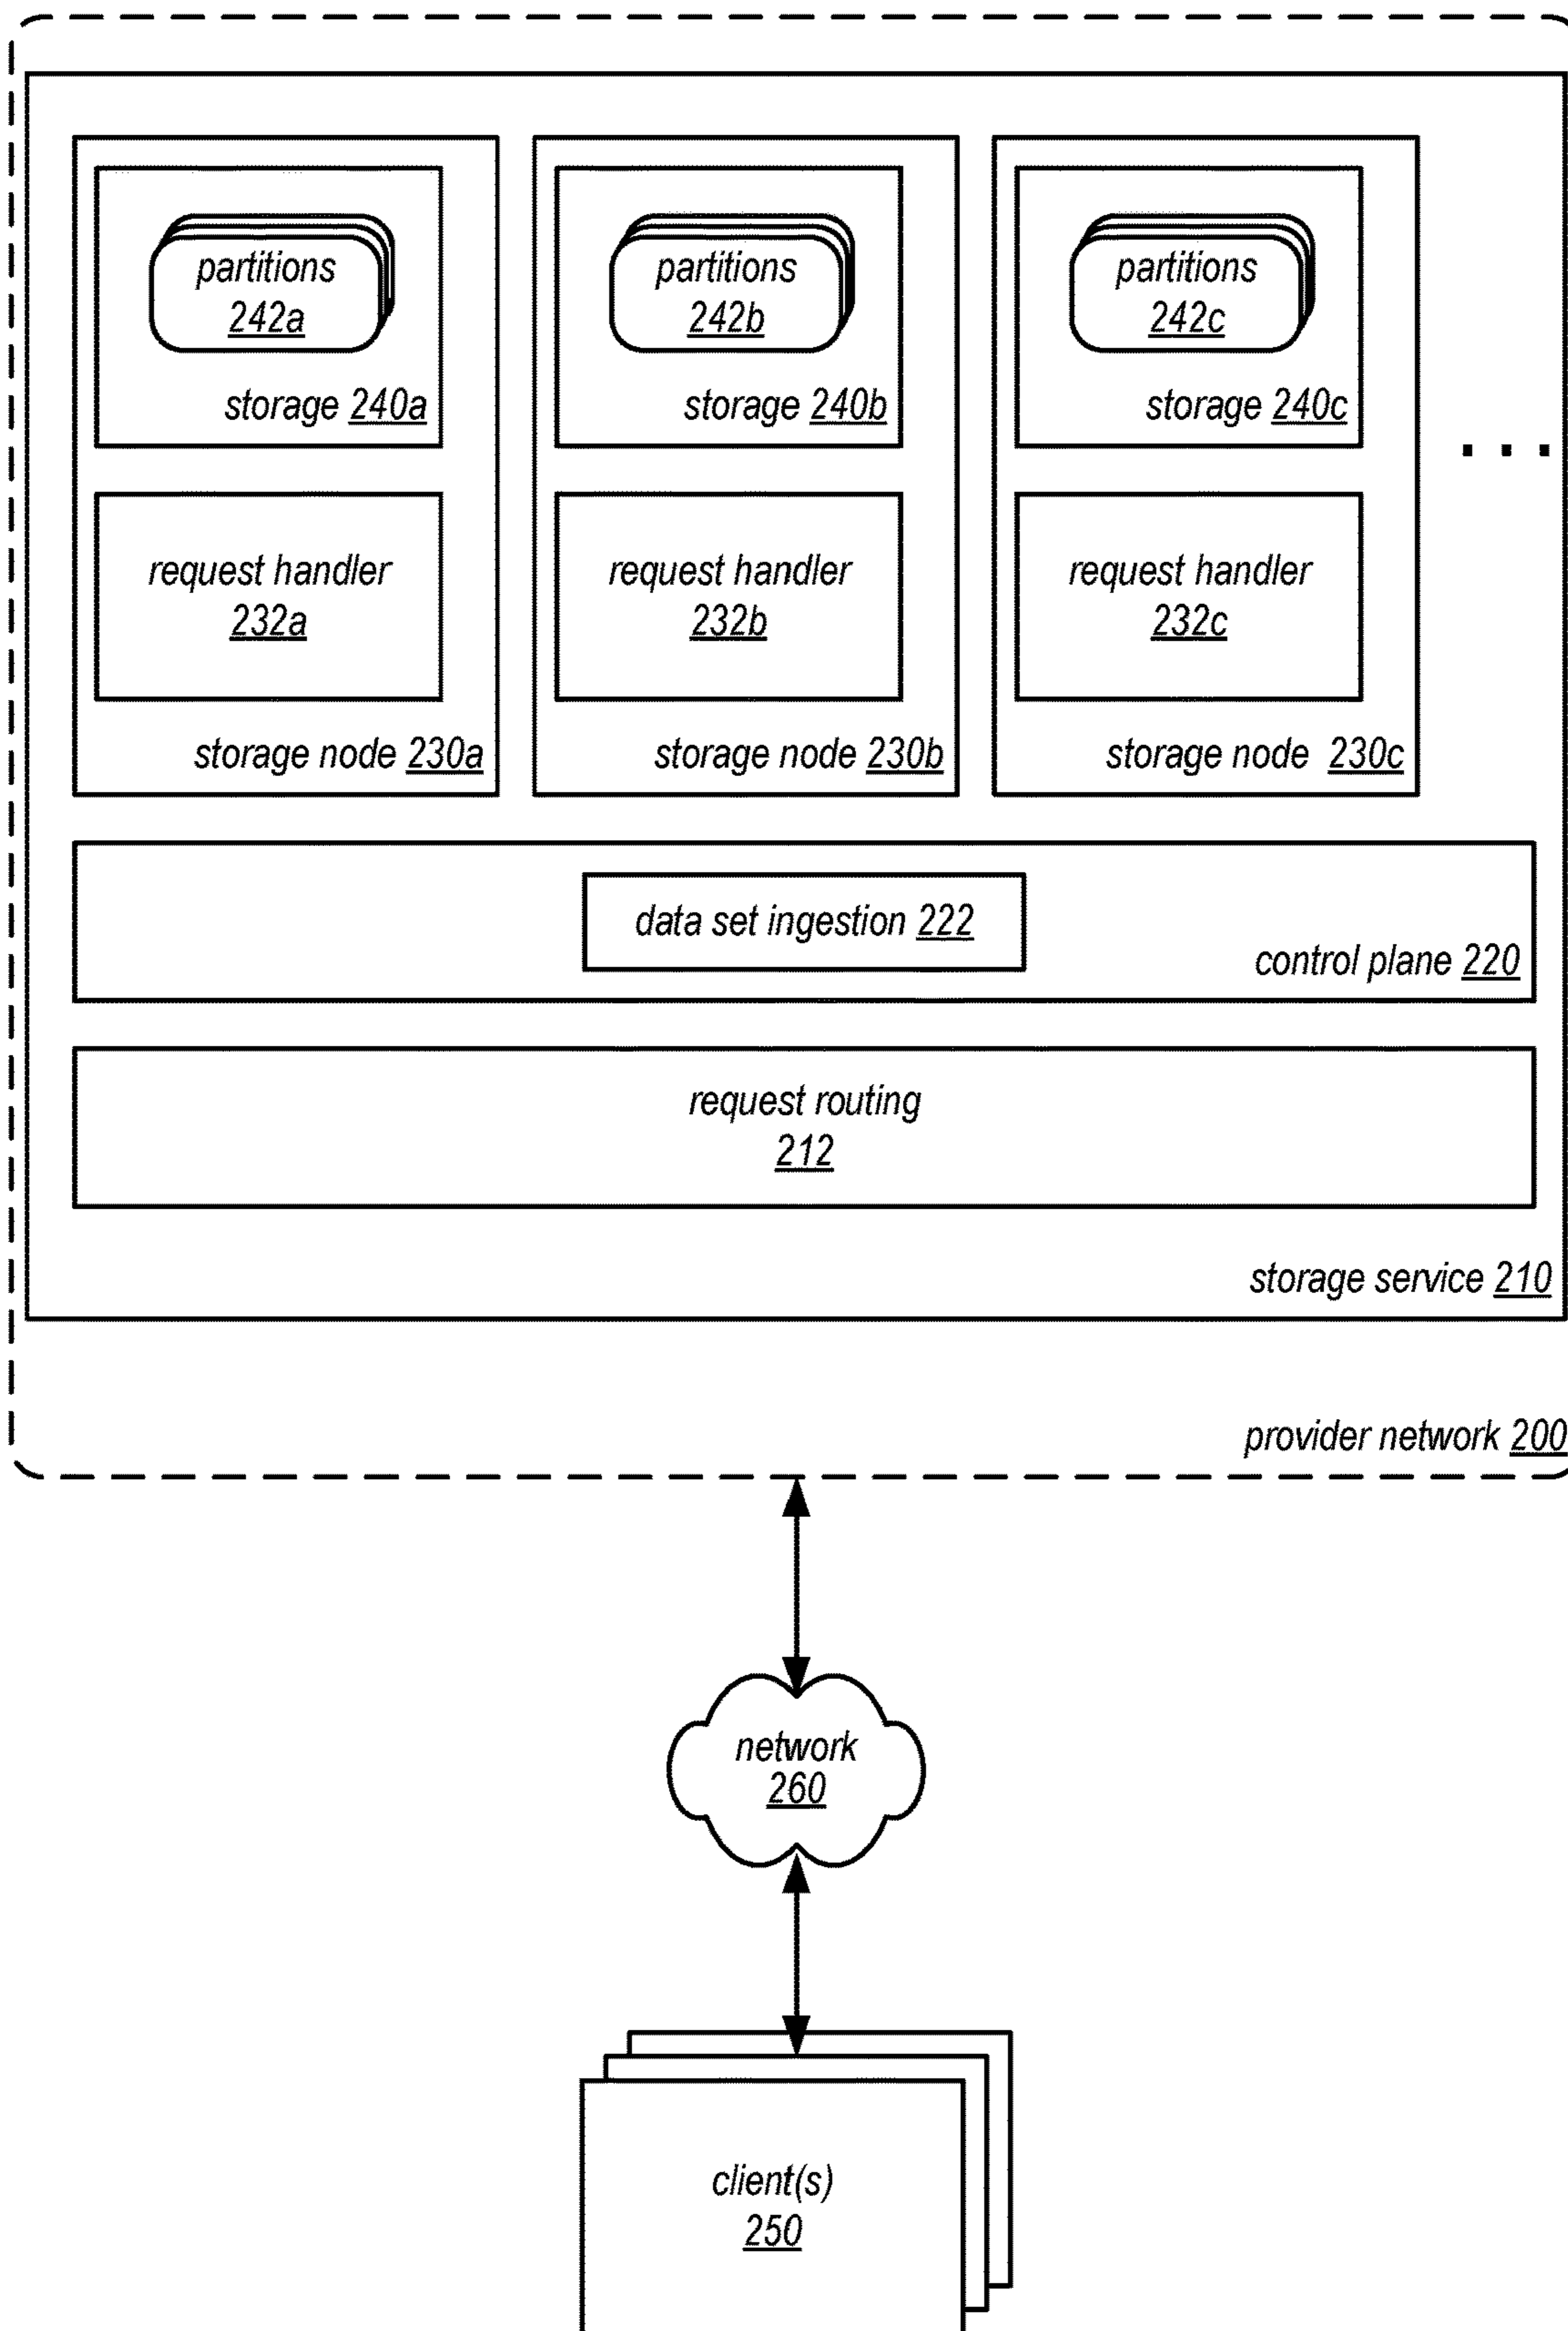 partitions
242a
storage 240a
request handler
232a
storage node 230a
partitions
242b
storage 240b
request handler
232b
storage node 230b
partitions
242c
storage 240c
request handler
232c
storage node 230c
. . .
data set ingestion 222
control plane 220
request routing
212
storage service 210
provider network 200
network
260
client(s)
250